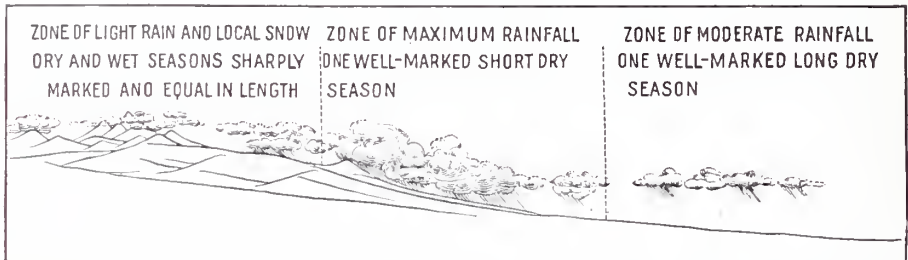 ZONE OF LIGHT RAIN AND LOCAL SNOW
DRY AND WET SEASONS SHARPLY
MARKED AND EQUAL IN LENGTH
ZONE OF MAXIMUM RAINFALL
ONE WELL-MARKED SHORT DRY
SEASON
ZONE OF MODERATE RAINFALL
ONE WELL-MARKED LONG DRY
SEASON